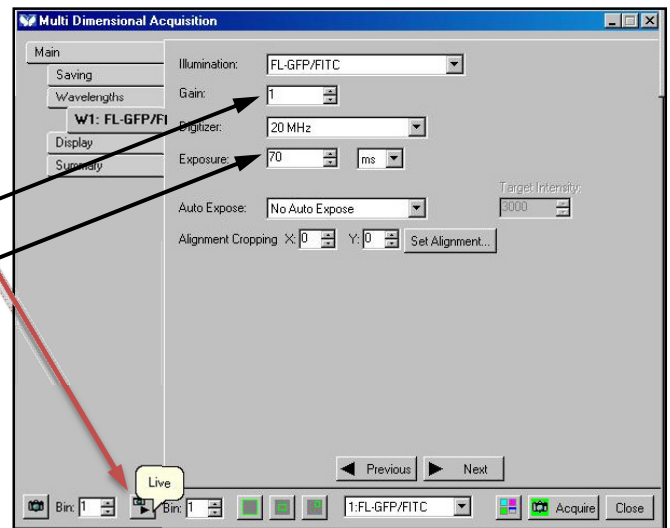 Multi Dimensional Acquisition
Main
Saving
Wavelengths
W1: FL-GFP/FI
Display
Summary
Illumination: FL-GFP/FITC
Gain: 1
Digitizer: 20 MHz
Exposure: 70 ms
Target Intensity:
Auto Expose: No Auto Expose 3000
Alignment Cropping X: 0 Y: 0 Set Alignment...
Previous Next
Live
Bin: 1 Bin: 1 1:FL-GFP/FITC Acquire Close